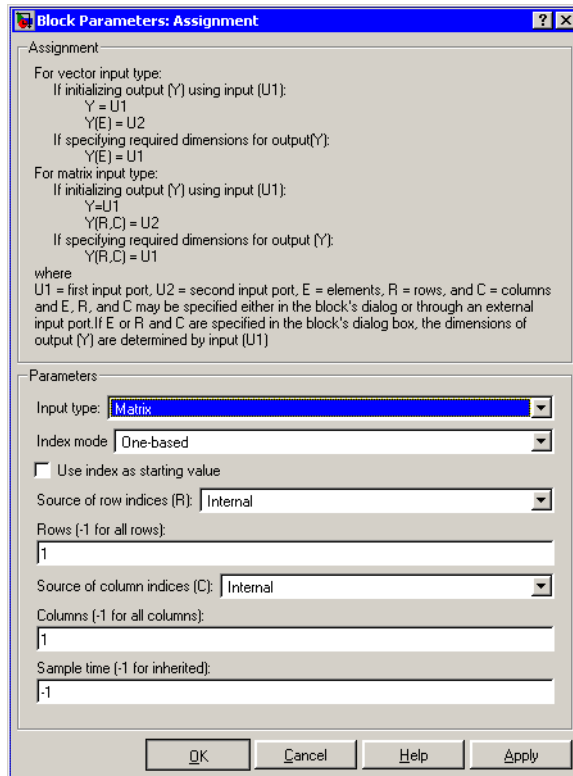 Block Parameters: Assignment
Assignment
For vector input type:
If initializing output (Y) using input (U1):
Y = U1
Y(E) = U2
If specifying required dimensions for output(Y):
Y(E) = U1
For matrix input type:
If initializing output (Y) using input (U1):
Y=U1
Y(R,C) = U2
If specifying required dimensions for output (Y):
Y(R,C) = U1
where
U1 = first input port, U2 = second input port, E = elements, R = rows, and C = columns
and E, R, and C may be specified either in the block's dialog or through an external
input port.If E or R and C are specified in the block's dialog box, the dimensions of
output (Y) are determined by input (U1)
Parameters
Input type: Matrix
Index mode One-based
Use index as starting value
Source of row indices (R): Internal
Rows (-1 for all rows):
1
Source of column indices (C): Internal
Columns (-1 for all columns):
1
Sample time (-1 for inherited):
-1
OK Cancel Help Apply